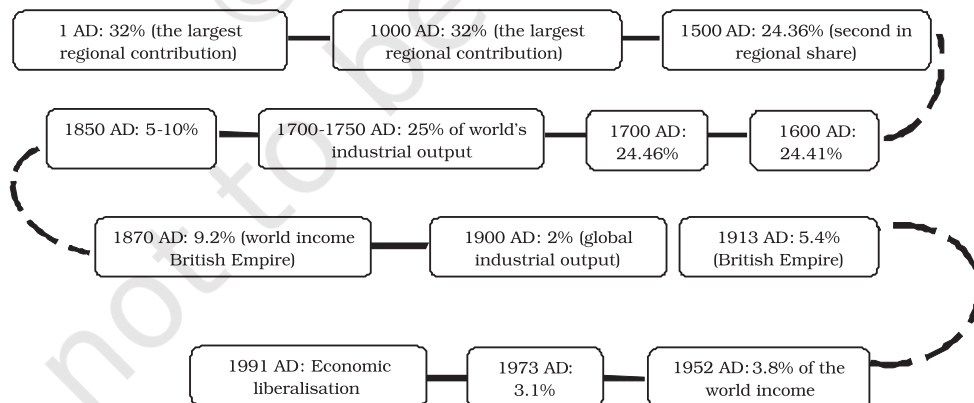 1 AD: 32% (the largest
regional contribution)
1000 AD: 32% (the largest
regional contribution)
1500 AD: 24.36% (second in
regional share)
1600 AD:
24.41%
1700 AD:
24.46%
1700-1750 AD: 25% of world's
industrial output
1850 AD: 5-10%
1870 AD: 9.2% (world income
British Empire)
1900 AD: 2% (global
industrial output)
1913 AD: 5.4%
(British Empire)
1952 AD:3.8% of the
world income
1973 AD:
3.1%
1991 AD: Economic
liberalisation
not to be